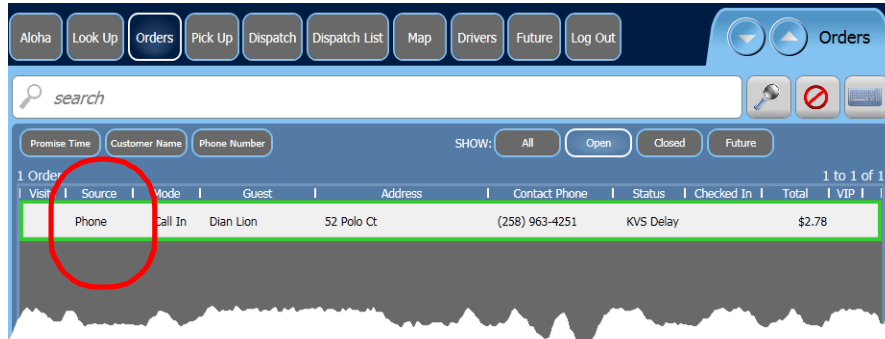 Aloha Look Up Orders Pick Up Dispatch Dispatch List Map Drivers Future Log Out Orders
search
Promise Time Customer Name Phone Number SHOW: All Open Closed Future
1 Order 1 to 1 of 1
Visit Source Mode Guest Address Contact Phone Status Checked In Total VIP
Phone Call In Dian Lion 52 Polo Ct (258) 963-4251 KVS Delay $2.78